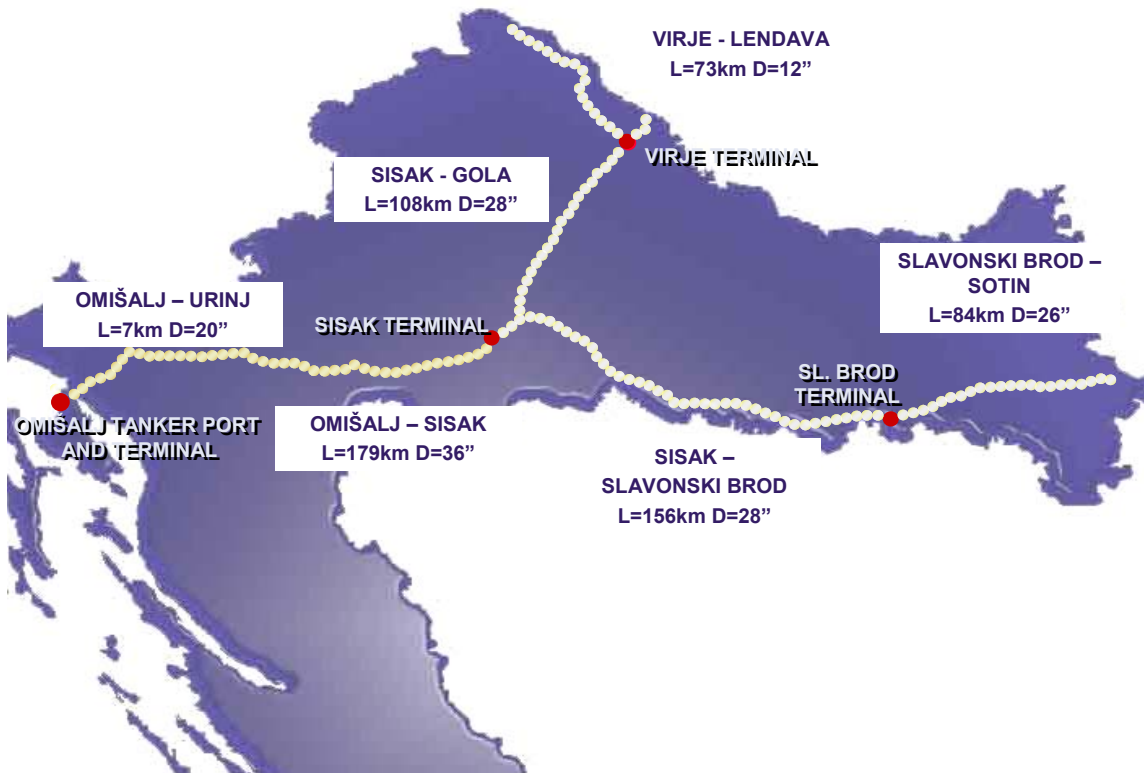 VIRJE - LENDAVA
L=73km D=12”
VIRJE TERMINAL
SISAK - GOLA
L=108km D=28”
SLAVONSKI BROD –
SOTIN
L=84km D=26”
OMIŠALJ – URINJ
L=7km D=20”
SISAK TERMINAL
SL. BROD
TERMINAL
OMIŠALJ TANKER PORT
AND TERMINAL
OMIŠALJ – SISAK
L=179km D=36”
SISAK –
SLAVONSKI BROD
L=156km D=28”